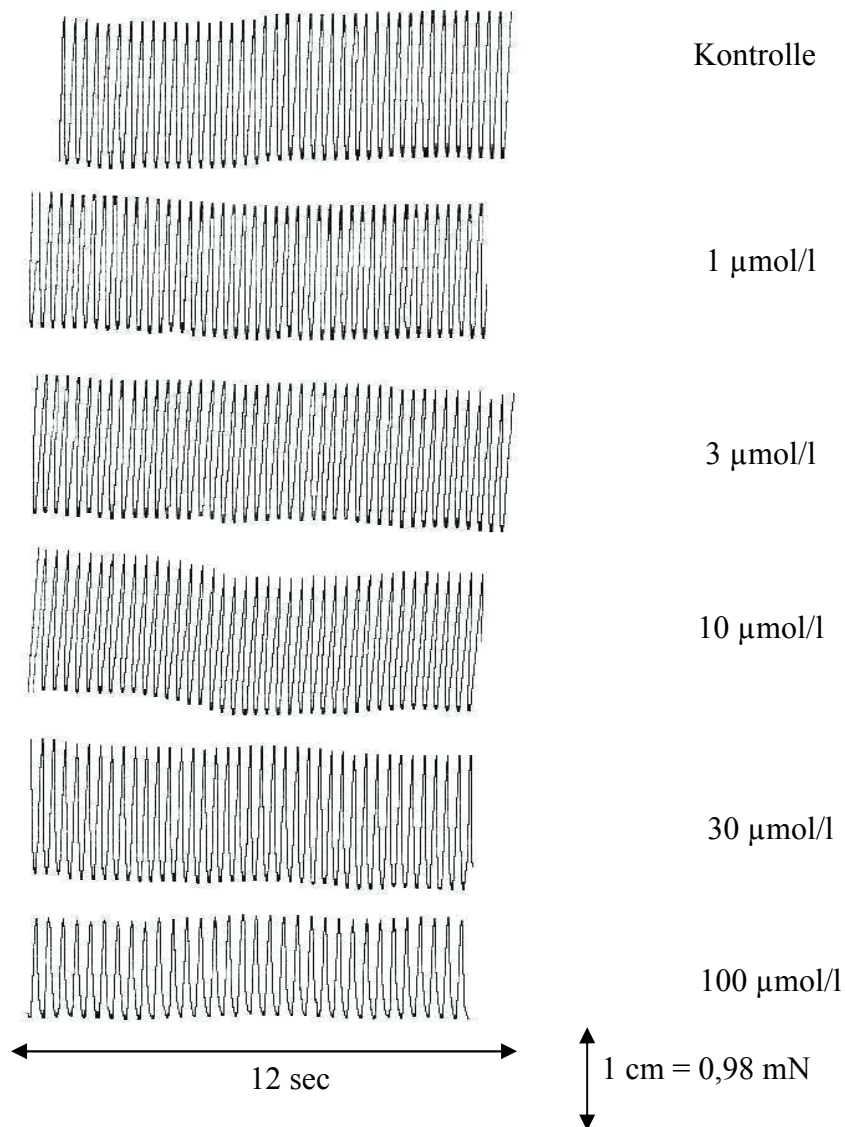 Kontrolle
1 µmol/l
3 µmol/l
10 µmol/l
30 µmol/l
100 µmol/l
12 sec
1 cm = 0,98 mN